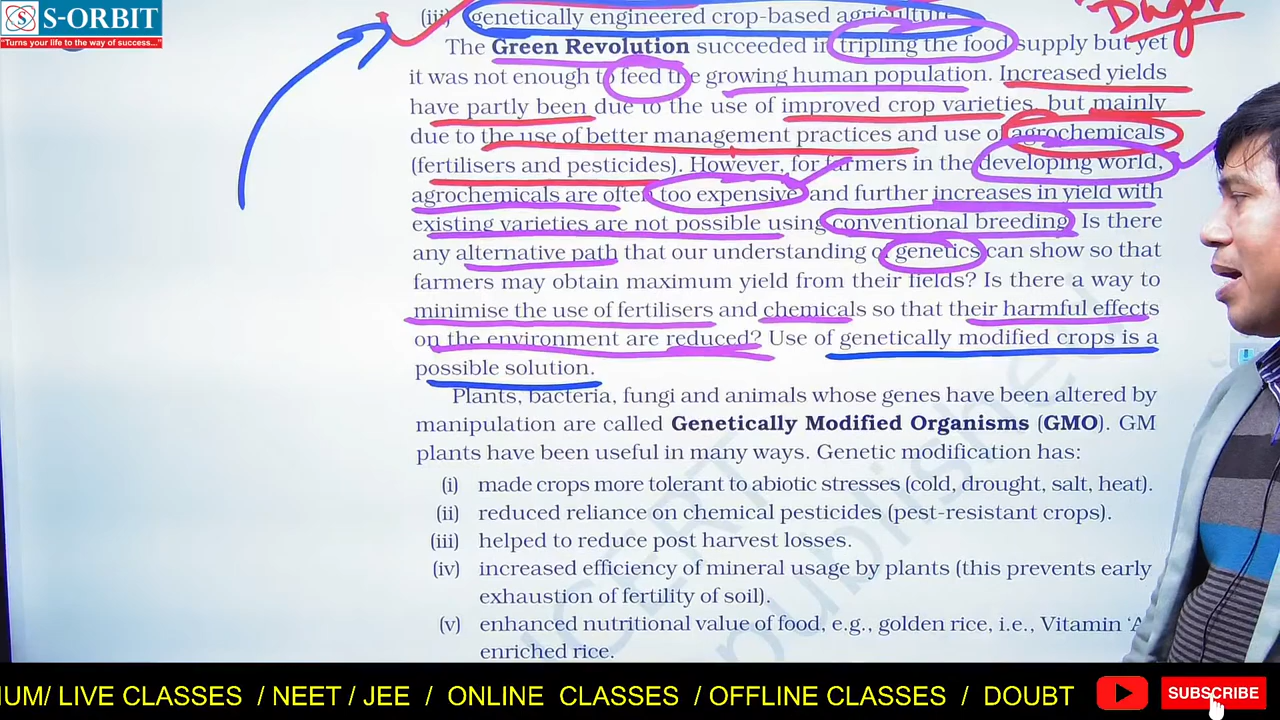 S-ORBIT
"Turns your life to the way of success..."
(iii) genetically engineered crop-based agriculture
The Green Revolution succeeded in tripling the food supply but yet
it was not enough to feed the growing human population. Increased yields
have partly been due to the use of improved crop varieties, but mainly
due to the use of better management practices and use of agrochemicals
(fertilisers and pesticides). However, for farmers in the developing world,
agrochemicals are often too expensive and further increases in yield with
existing varieties are not possible using conventional breeding. Is there
any alternative path that our understanding of genetics can show so that
farmers may obtain maximum yield from their fields? Is there a way to
minimise the use of fertilisers and chemicals so that their harmful effects
on the environment are reduced? Use of genetically modified crops is a
possible solution.
Plants, bacteria, fungi and animals whose genes have been altered by
manipulation are called Genetically Modified Organisms (GMO). GM
plants have been useful in many ways. Genetic modification has:
(i) made crops more tolerant to abiotic stresses (cold, drought, salt, heat).
(ii) reduced reliance on chemical pesticides (pest-resistant crops).
(iii) helped to reduce post harvest losses.
(iv) increased efficiency of mineral usage by plants (this prevents early
exhaustion of fertility of soil).
(v) enhanced nutritional value of food, e.g., golden rice, i.e., Vitamin 'A
enriched rice.
IUM/ LIVE CLASSES / NEET / JEE / ONLINE CLASSES / OFFLINE CLASSES / DOUBT
SUBSCRIBE